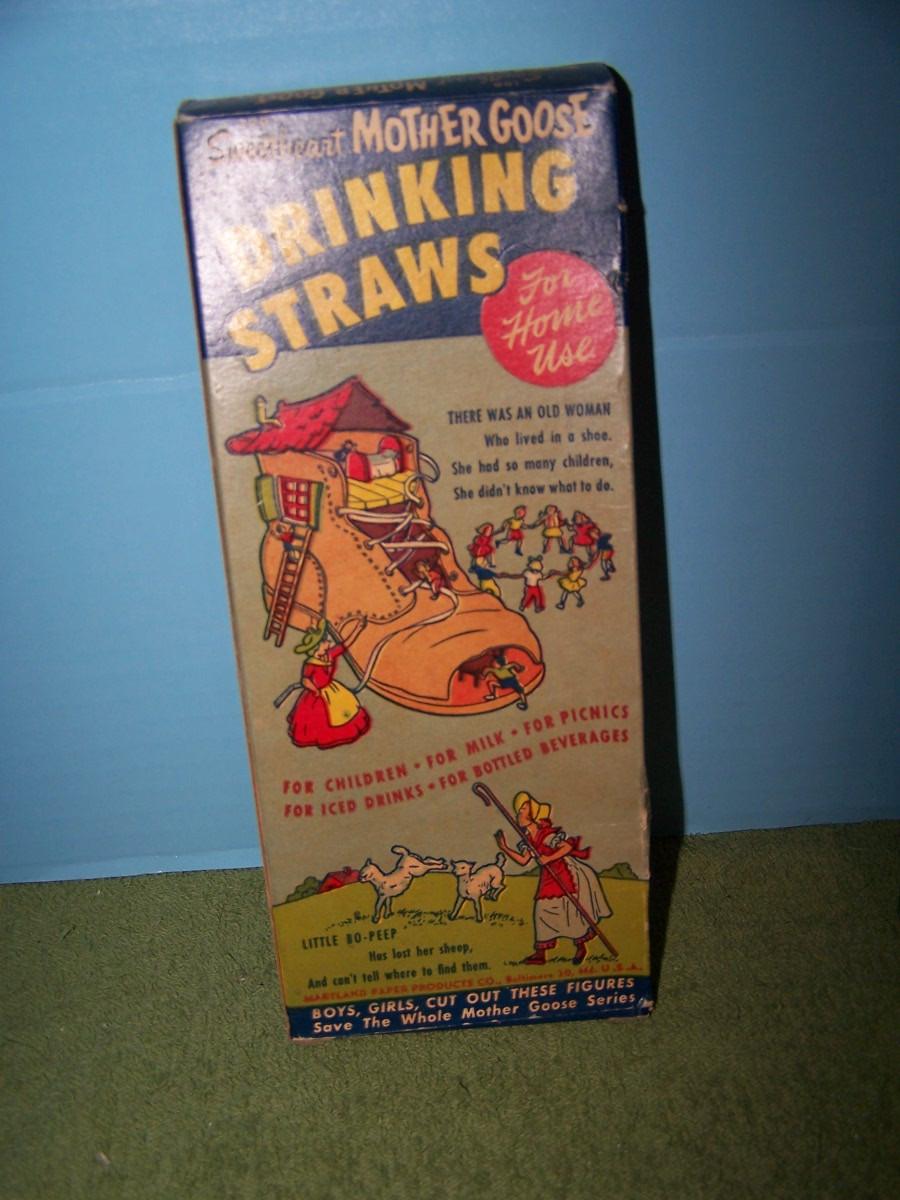 Sweetheart MOTHER GOOSE
DRINKING
STRAWS
For
Home
Use
THERE WAS AN OLD WOMAN
Who lived in a shoe.
She had so many children,
She didn't know what to do.
FOR CHILDREN • FOR MILK • FOR PICNICS
FOR ICED DRINKS • FOR BOTTLED BEVERAGES
LITTLE BO-PEEP
Has lost her sheep,
And can't tell where to find them.
MARYLAND PAPER PRODUCTS CO., Baltimore 30, Md. U.S.A.
BOYS, GIRLS, CUT OUT THESE FIGURES
Save The Whole Mother Goose Series